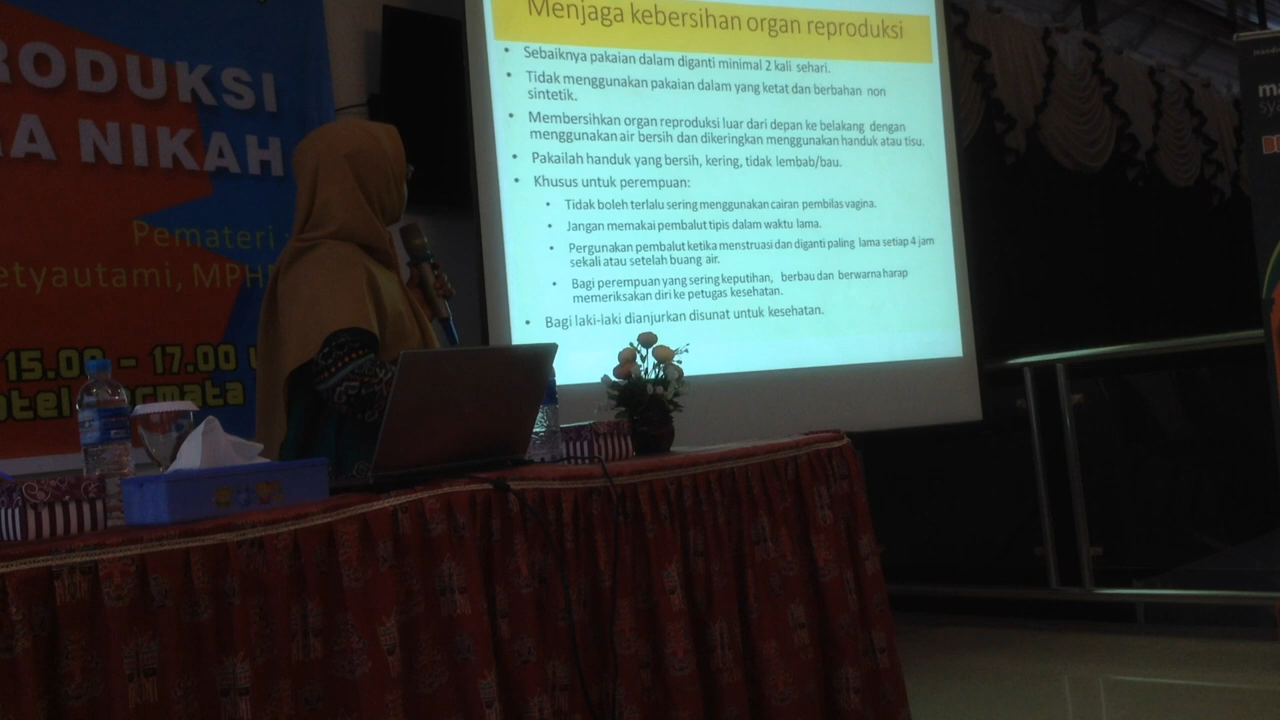 RODUKSI
A NIKAH
Pemateri :
etyautami, MPH
15.00 - 17.00
otel Permata
Menjaga kebersihan organ reproduksi
• Sebaiknya pakaian dalam diganti minimal 2 kali sehari.
• Tidak menggunakan pakaian dalam yang ketat dan berbahan non
sintetik.
• Membersihkan organ reproduksi luar dari depan ke belakang dengan
menggunakan air bersih dan dikeringkan menggunakan handuk atau tisu.
• Pakailah handuk yang bersih, kering, tidak lembab/bau.
• Khusus untuk perempuan:
• Tidak boleh terlalu sering menggunakan cairan pembilas vagina.
• Jangan memakai pembalut tipis dalam waktu lama.
• Pergunakan pembalut ketika menstruasi dan diganti paling lama setiap 4 jam
sekali atau setelah buang air.
• Bagi perempuan yang sering keputihan, berbau dan berwarna harap
memeriksakan diri ke petugas kesehatan.
• Bagi laki-laki dianjurkan disunat untuk kesehatan.